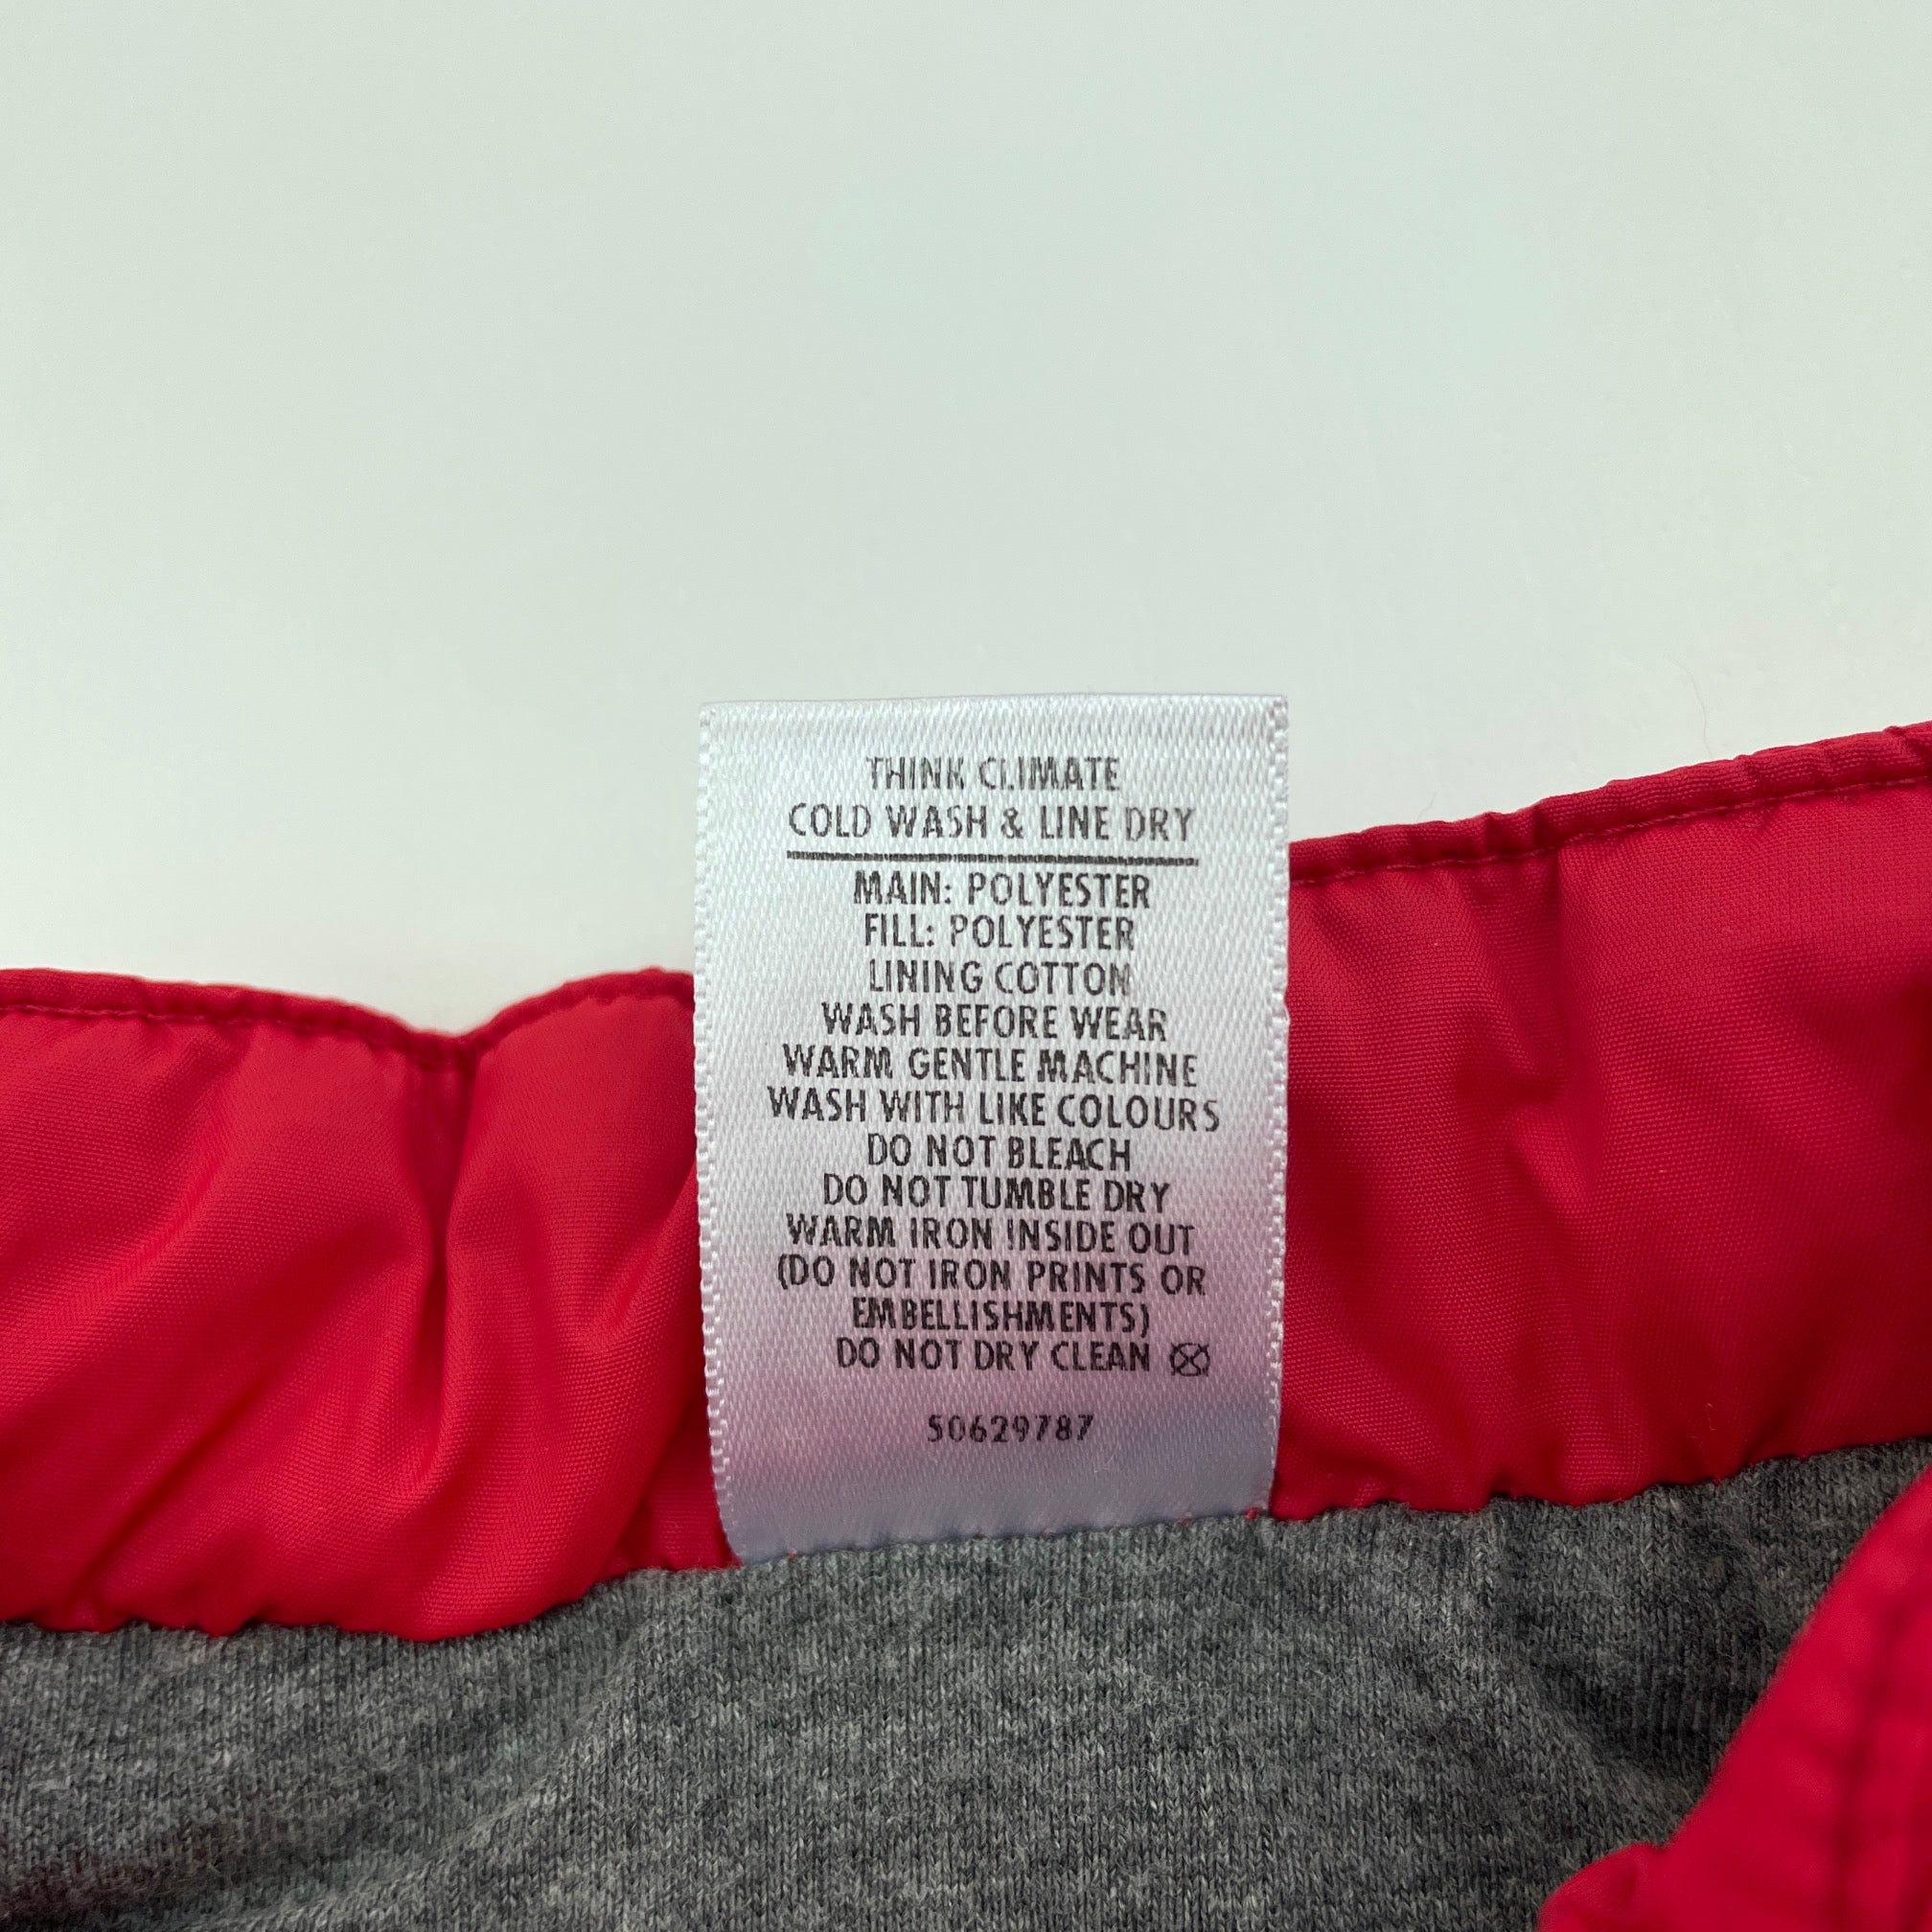 THINK CLIMATE
COLD WASH & LINE DRY
MAIN: POLYESTER
FILL: POLYESTER
LINING COTTON
WASH BEFORE WEAR
WARM GENTLE MACHINE
WASH WITH LIKE COLOURS
DO NOT BLEACH
DO NOT TUMBLE DRY
WARM IRON INSIDE OUT
(DO NOT IRON PRINTS OR
EMBELLISHMENTS)
DO NOT DRY CLEAN
50629787